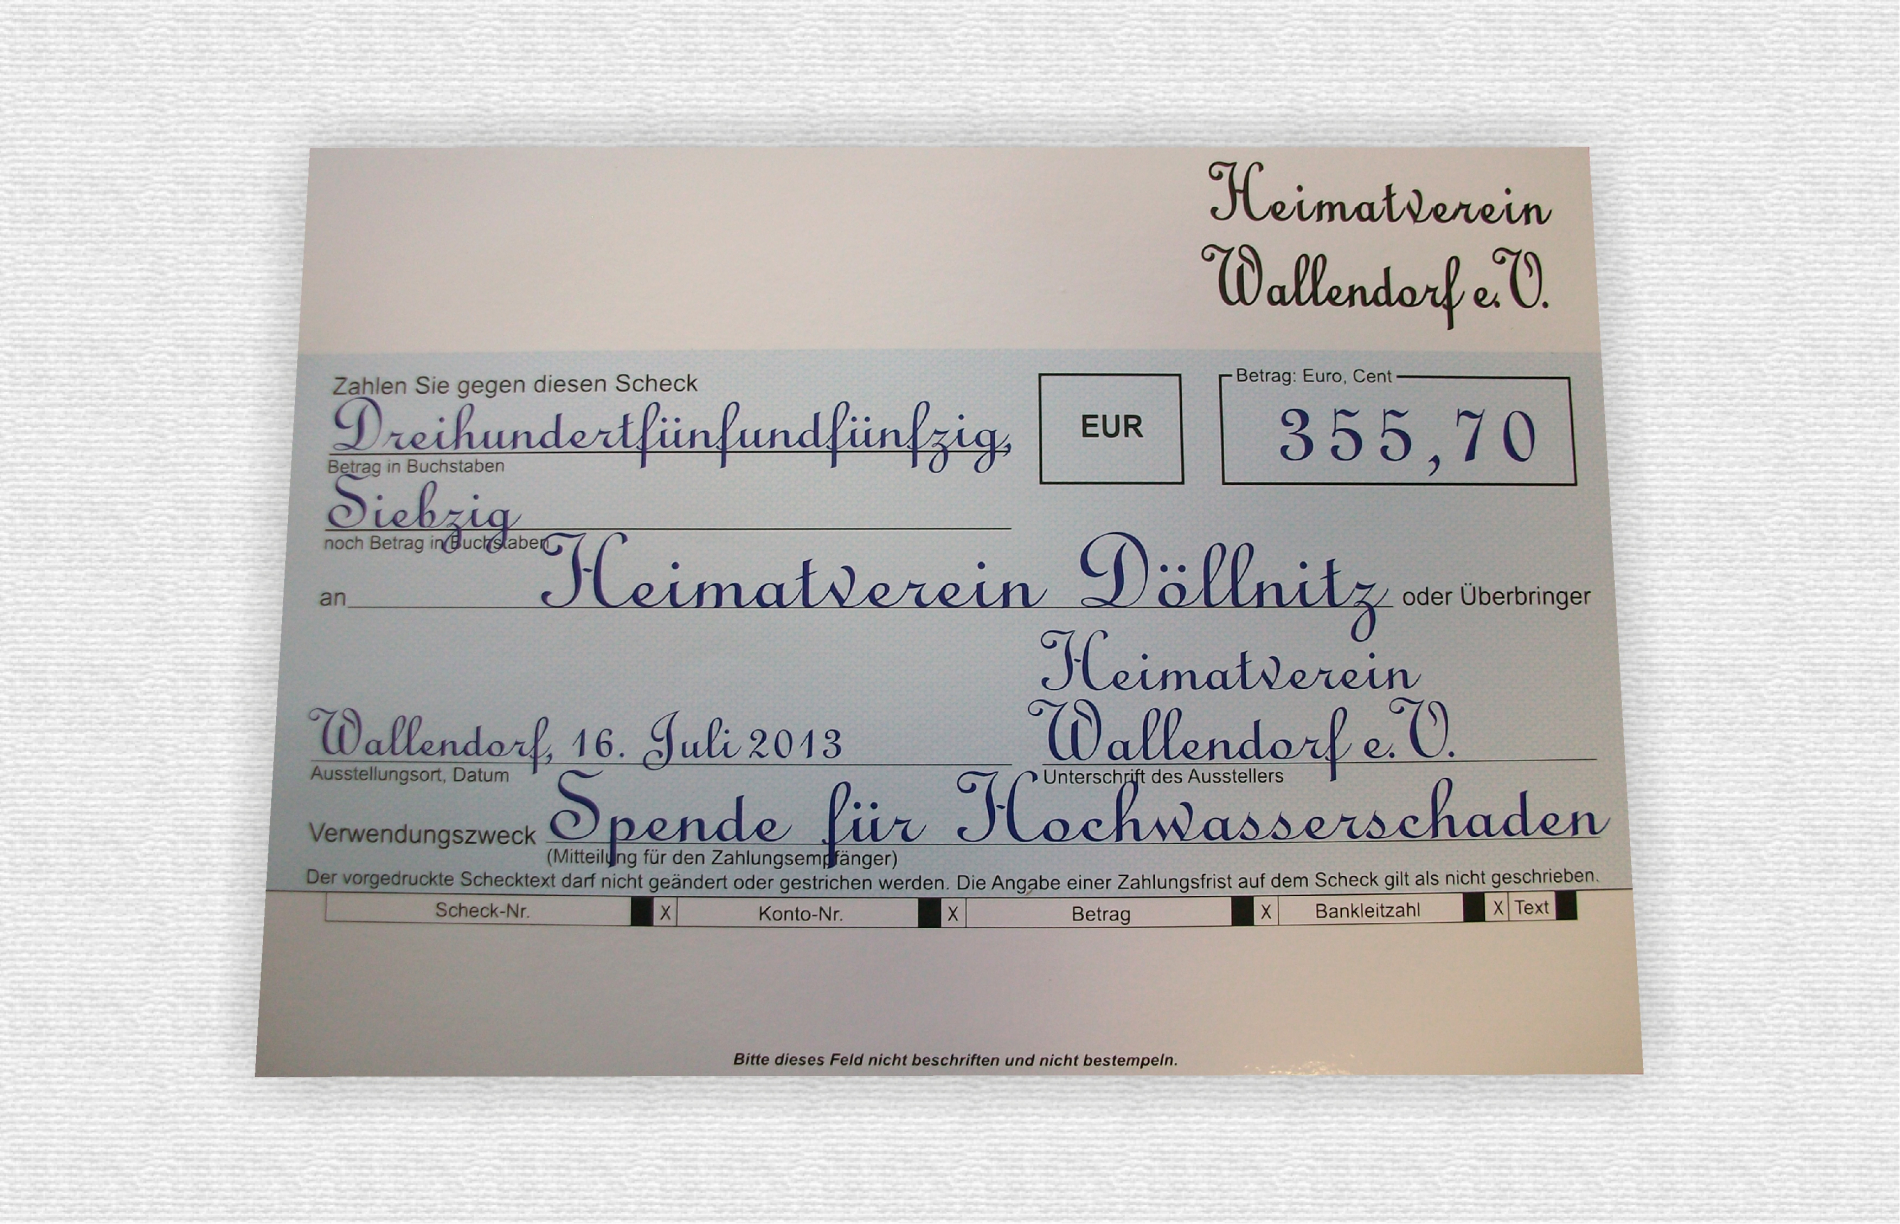 Heimatverein
Wallendorf e.V.
Zahlen Sie gegen diesen Scheck
Dreihundertfünfundfünfzig,
Betrag in Buchstaben
EUR
Betrag: Euro, Cent
355,70
Siebzig
noch Betrag in Buchstaben
an Heimatverein Döllnitz oder Überbringer
Heimatverein
Wallendorf, 16. Juli 2013 Wallendorf e.V.
Ausstellungsort, Datum Unterschrift des Ausstellers
Verwendungszweck Spende für Hochwasserschaden
(Mitteilung für den Zahlungsempfänger)
Der vorgedruckte Schecktext darf nicht geändert oder gestrichen werden. Die Angabe einer Zahlungsfrist auf dem Scheck gilt als nicht geschrieben.
Scheck-Nr. X Konto-Nr. X Betrag X Bankleitzahl X Text
Bitte dieses Feld nicht beschriften und nicht bestempeln.